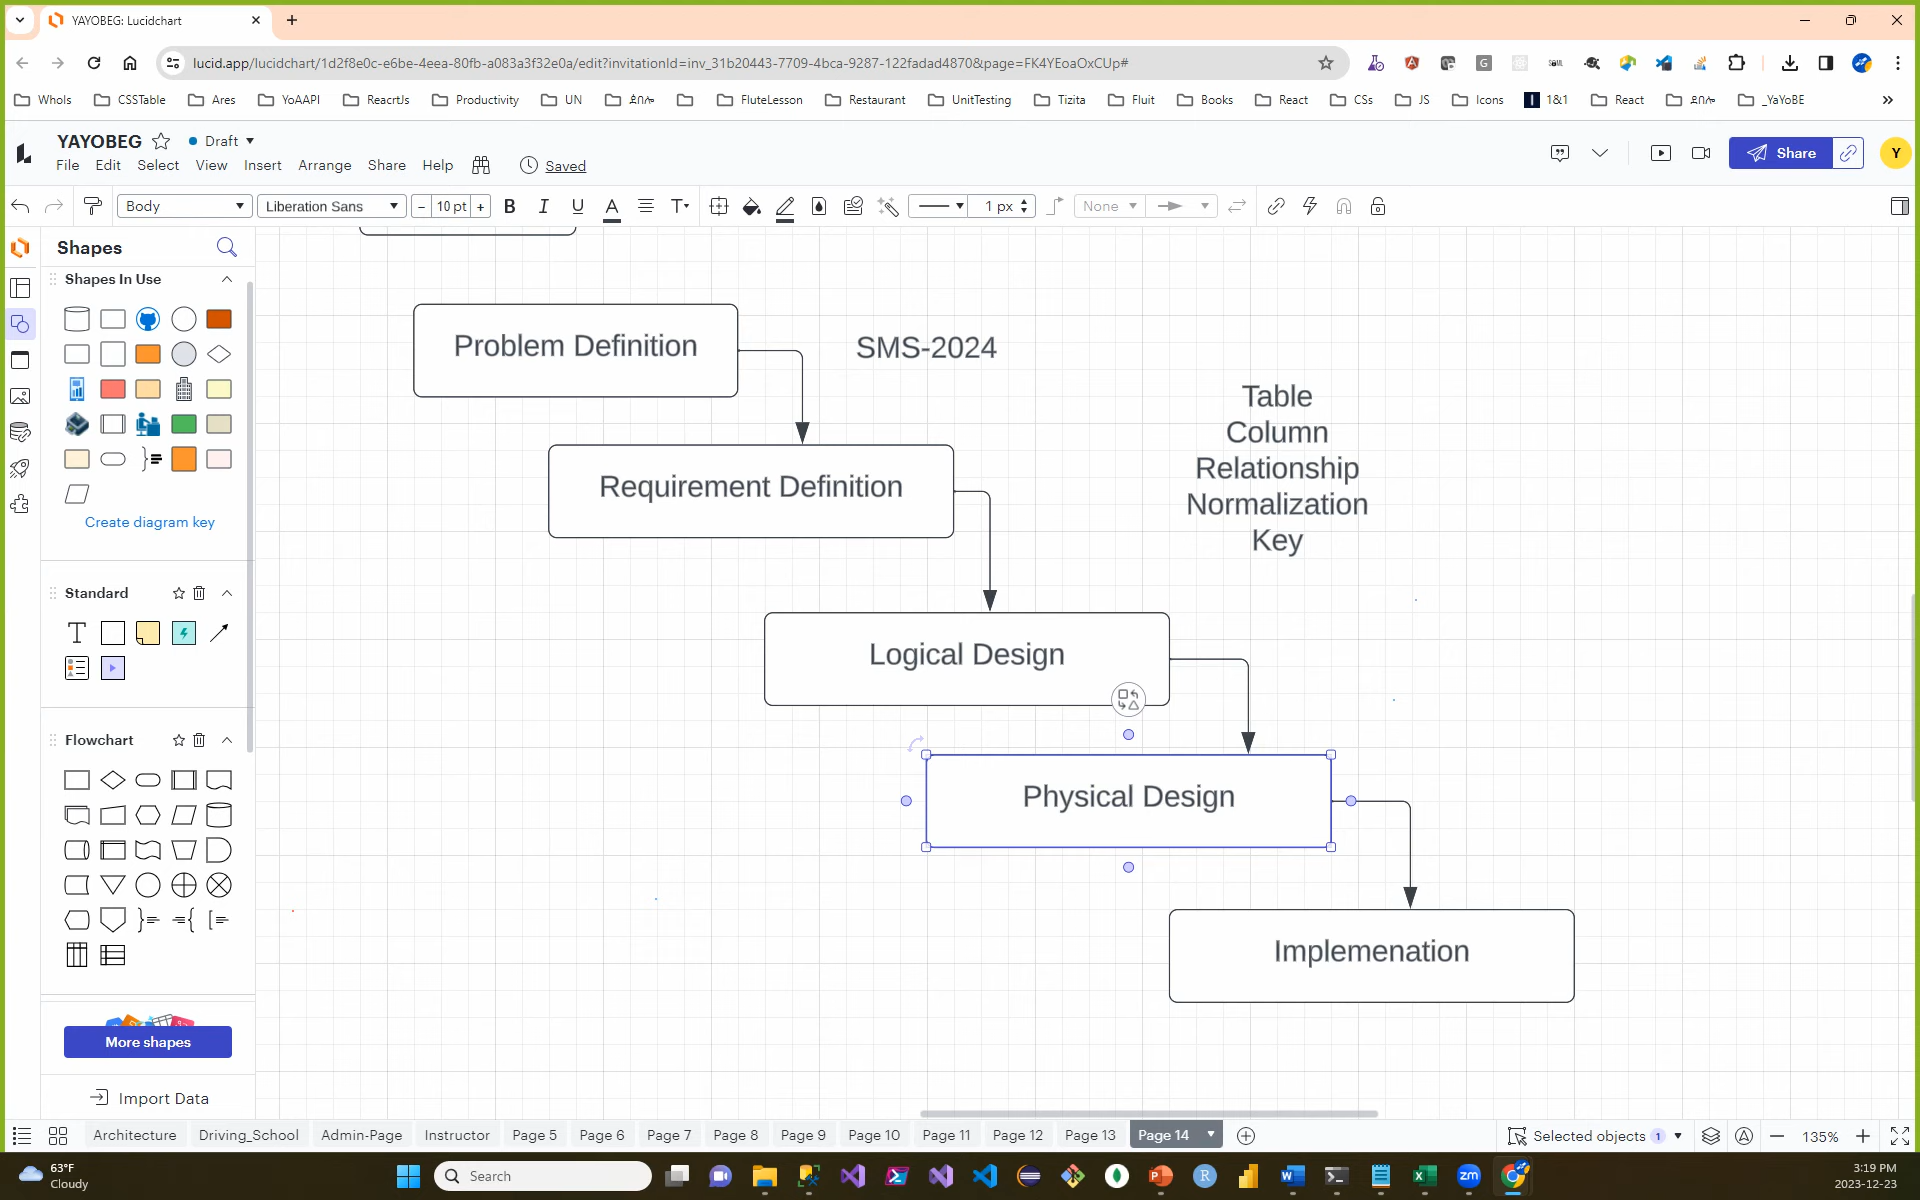 YAYOBEG: Lucidchart
lucid.app/lucidchart/1d2f8e0c-e6be-4eea-80fb-a083a3f32e0a/edit?invitationId=inv_31b20443-7709-4bca-9287-122fadad4870&page=FK4YEoaOxCUp#
WhoIs CSSTable Ares YoAAPI ReacrtJs Productivity UN FluteLesson Restaurant UnitTesting Tizita Fluit Books React CSs JS Icons 1&1 React _YaYoBE
YAYOBEG Draft
File Edit Select View Insert Arrange Share Help Saved
Share
Y
Body Liberation Sans - 10 pt + B I U A T 1 px None
Shapes
Shapes In Use
Create diagram key
Standard
T
Flowchart
More shapes
Import Data
Problem Definition
SMS-2024
Table
Column
Relationship
Normalization
Key
Requirement Definition
Logical Design
Physical Design
Implemenation
Architecture Driving_School Admin-Page Instructor Page 5 Page 6 Page 7 Page 8 Page 9 Page 10 Page 11 Page 12 Page 13 Page 14
Selected objects 1 135%
63°F
Cloudy
Search
3:19 PM
2023-12-23